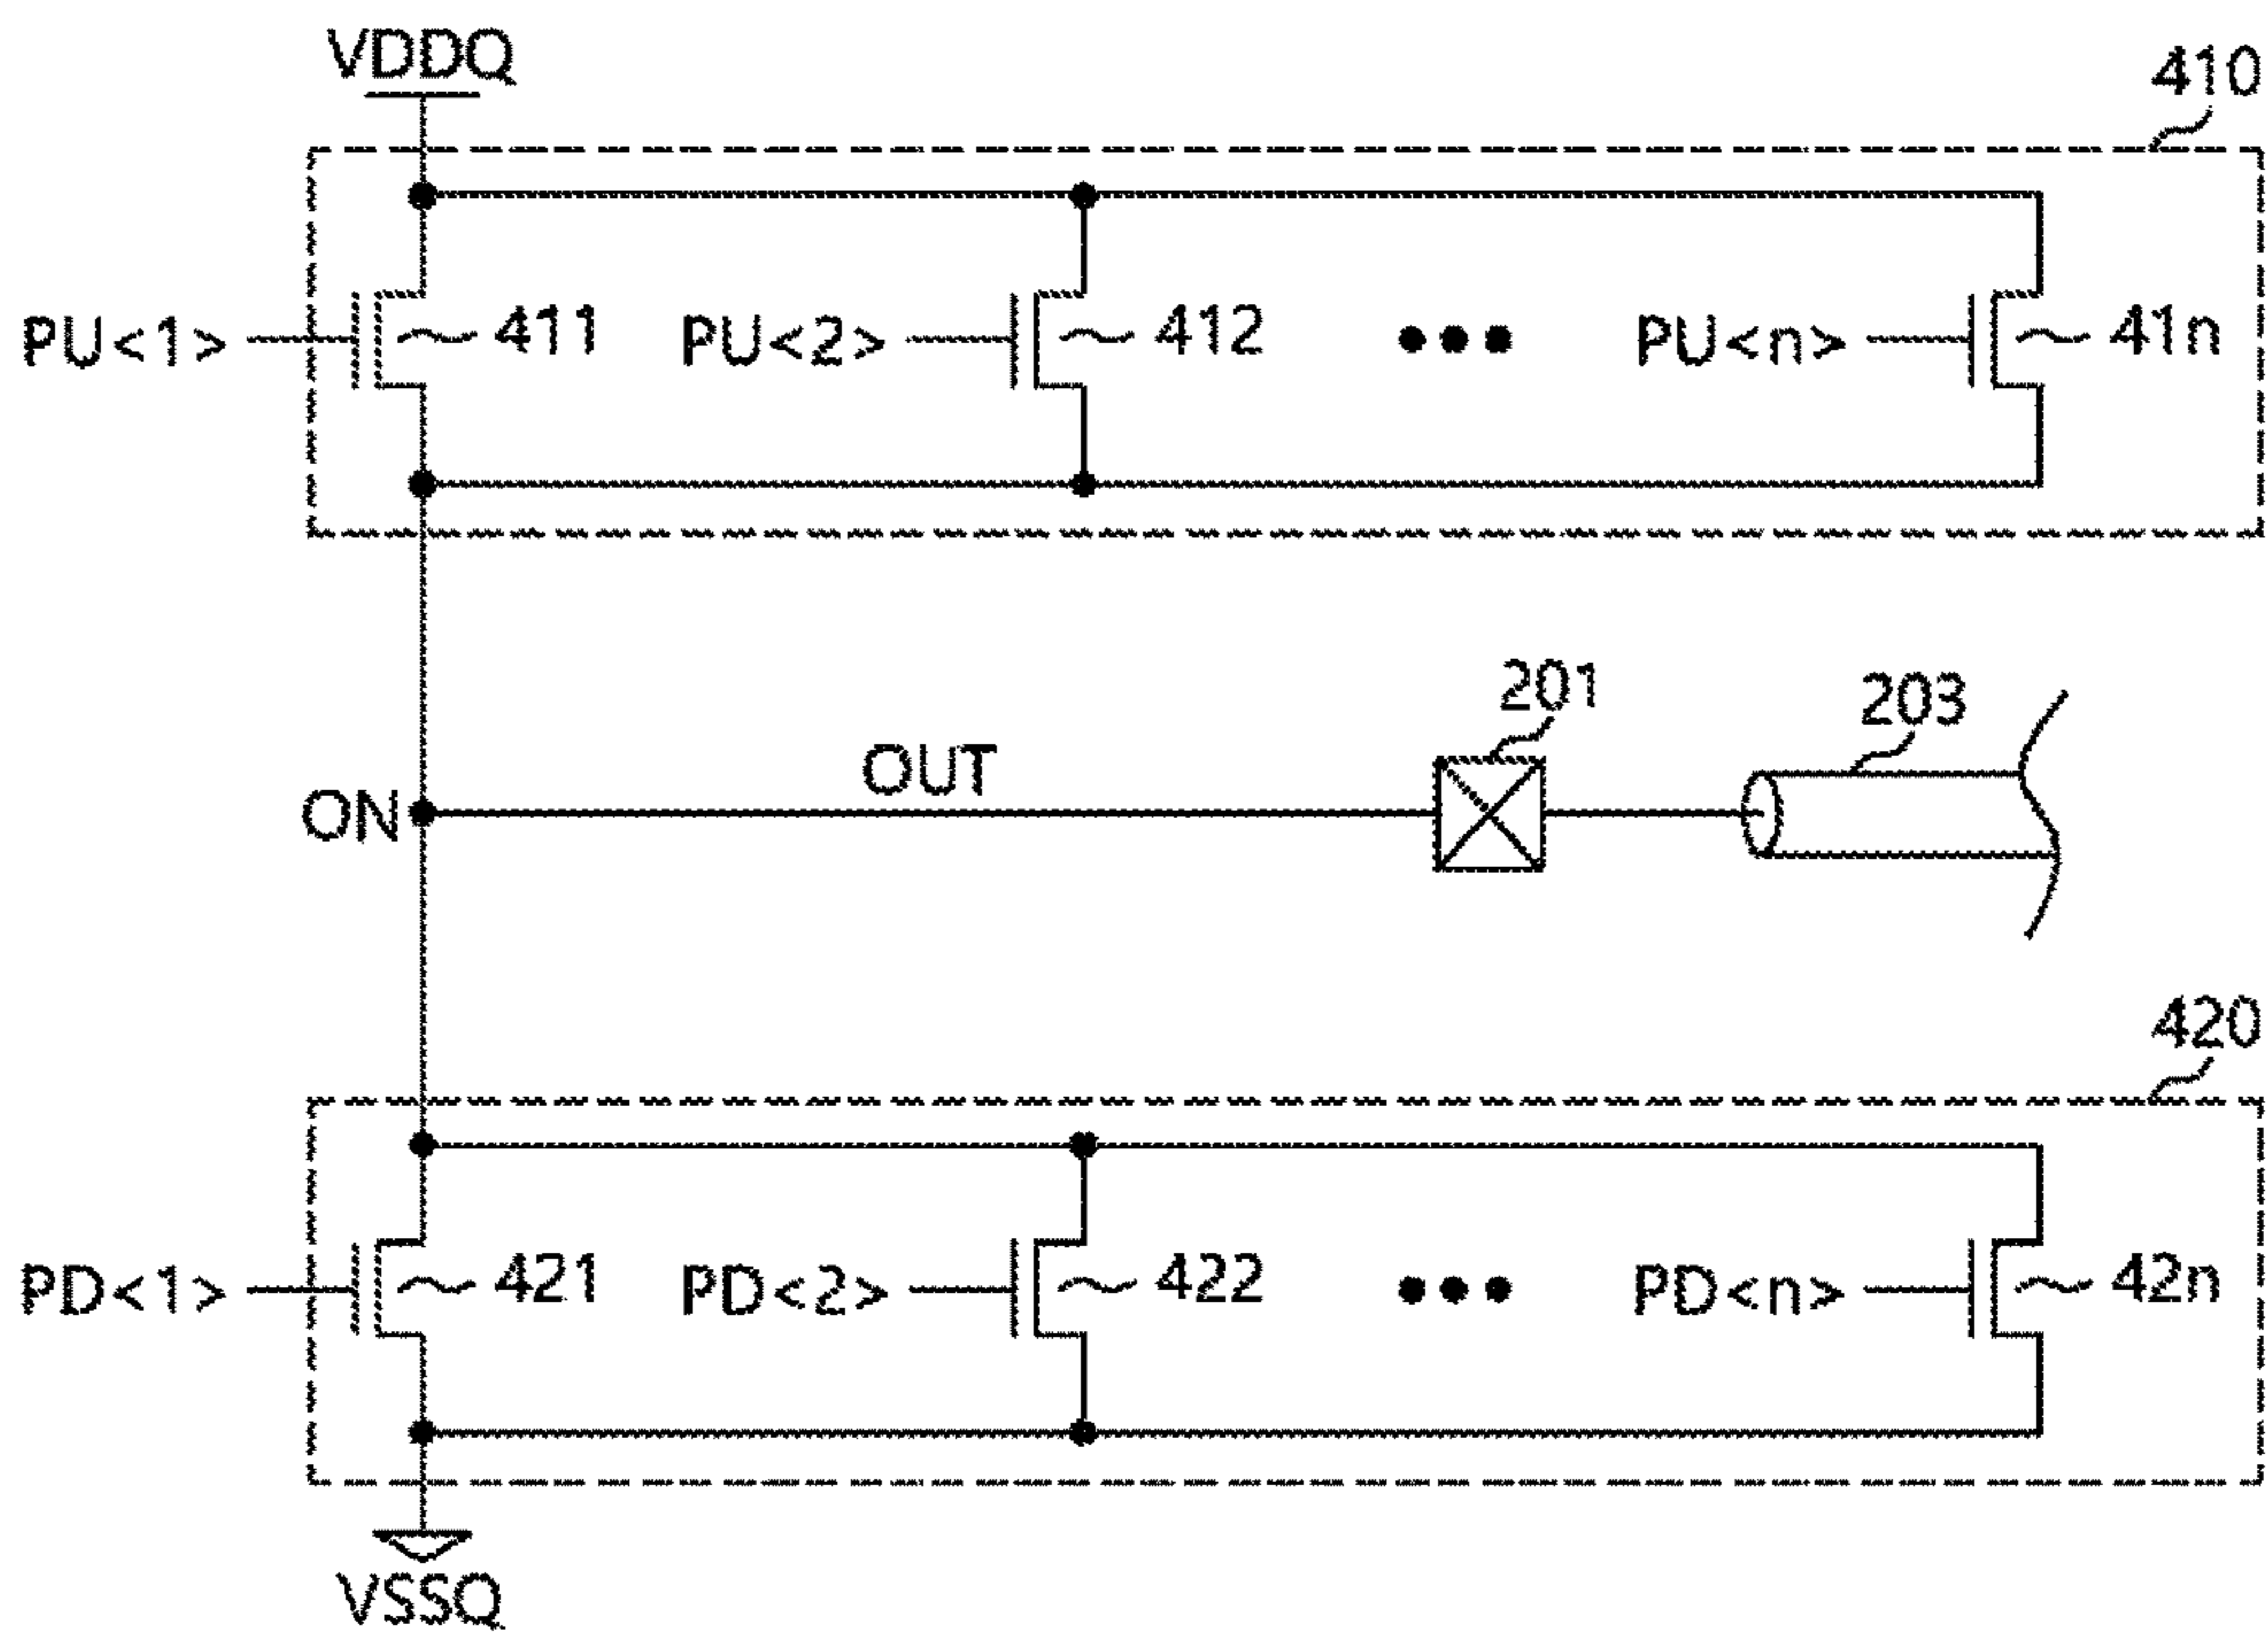 VDDQ
410
PU<1> 411 PU<2> 412 ••• PU<n> 41n
201
203
OUT
ON
420
PD<1> 421 PD<2> 422 ••• PD<n> 42n
VSSQ